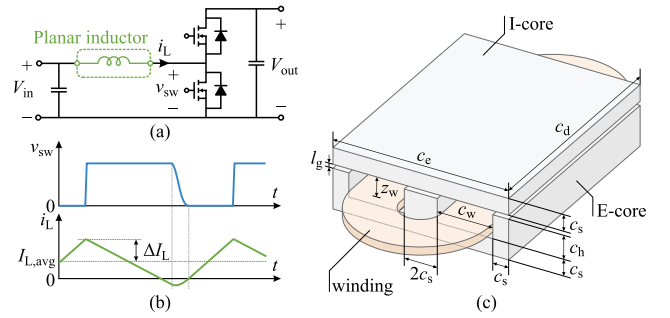 Planar inductor
i_L
+
V_in
−
+
v_sw
−
+
V_out
−
(a)
v_sw
0
t
i_L
I_L,avg
ΔI_L
0
t
(b)
I-core
c_e
c_d
l_g
z_w
c_w
E-core
c_s
c_h
c_s
2c_s
c_s
winding
(c)